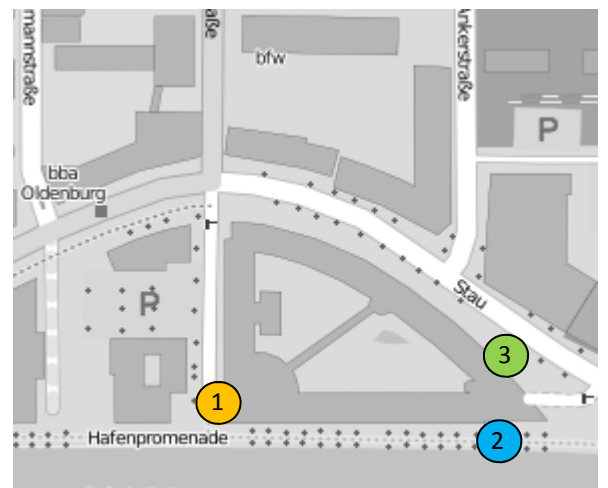 mannstraße
aße
Ankerstraße
bfw
P
bba
Oldenburg
Stau
P
3
1
Hafenpromenade
2